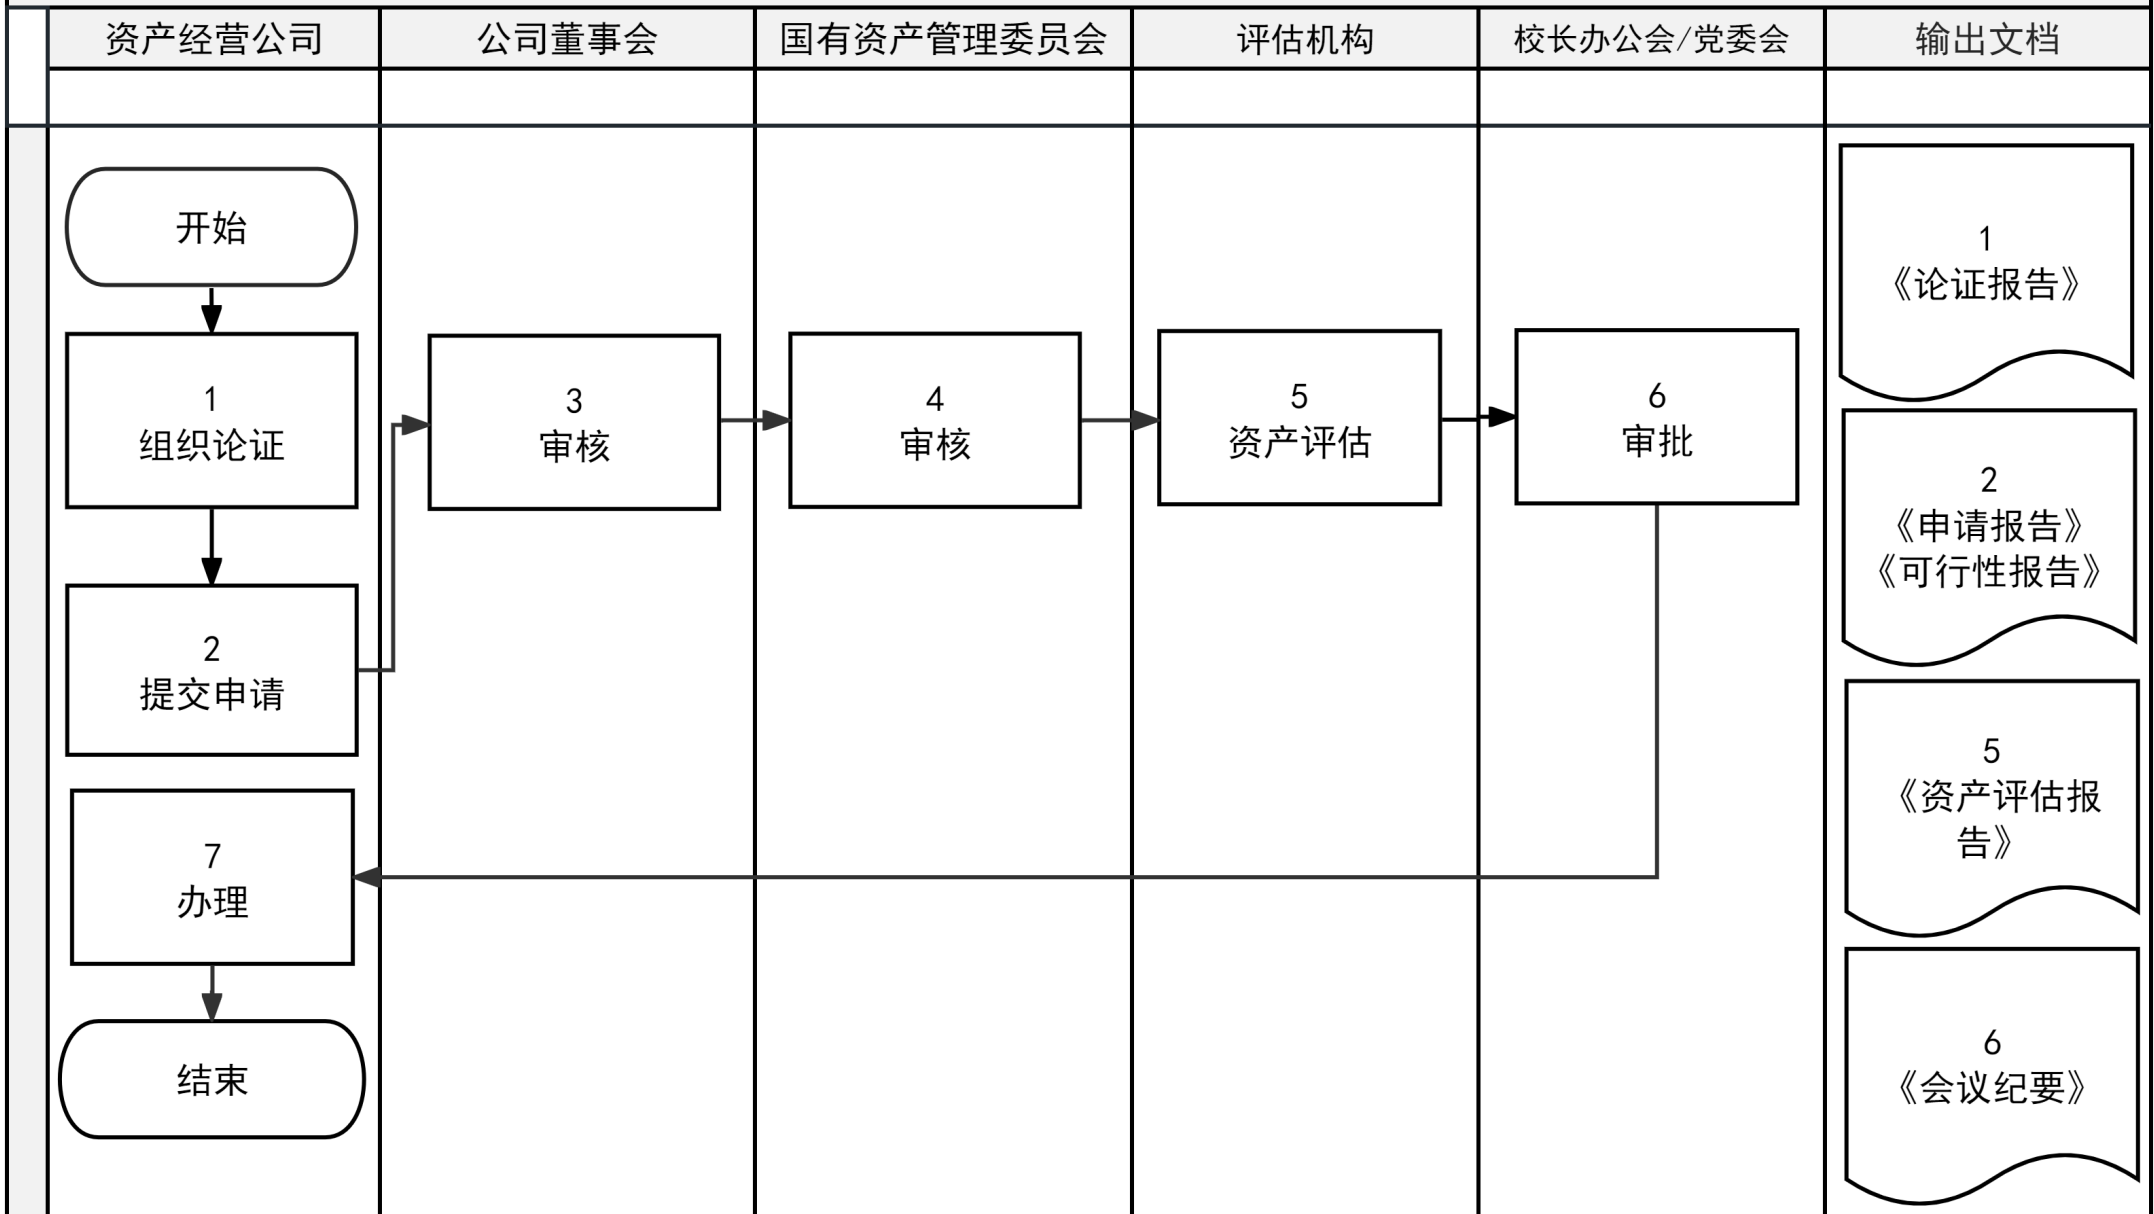 资产经营公司
公司董事会
国有资产管理委员会
评估机构
校长办公会/党委会
输出文档
开始
1
组织论证
2
提交申请
3
审核
4
审核
5
资产评估
6
审批
7
办理
结束
1
《论证报告》
2
《申请报告》
《可行性报告》
5
《资产评估报
告》
6
《会议纪要》